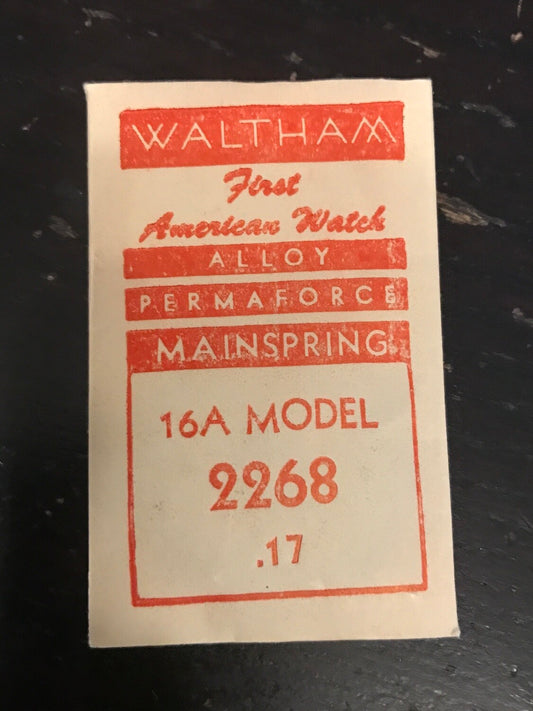 WALTHAM
First
American Watch
ALLOY
PERMAFORCE
MAINSPRING
16A MODEL
2268
.17